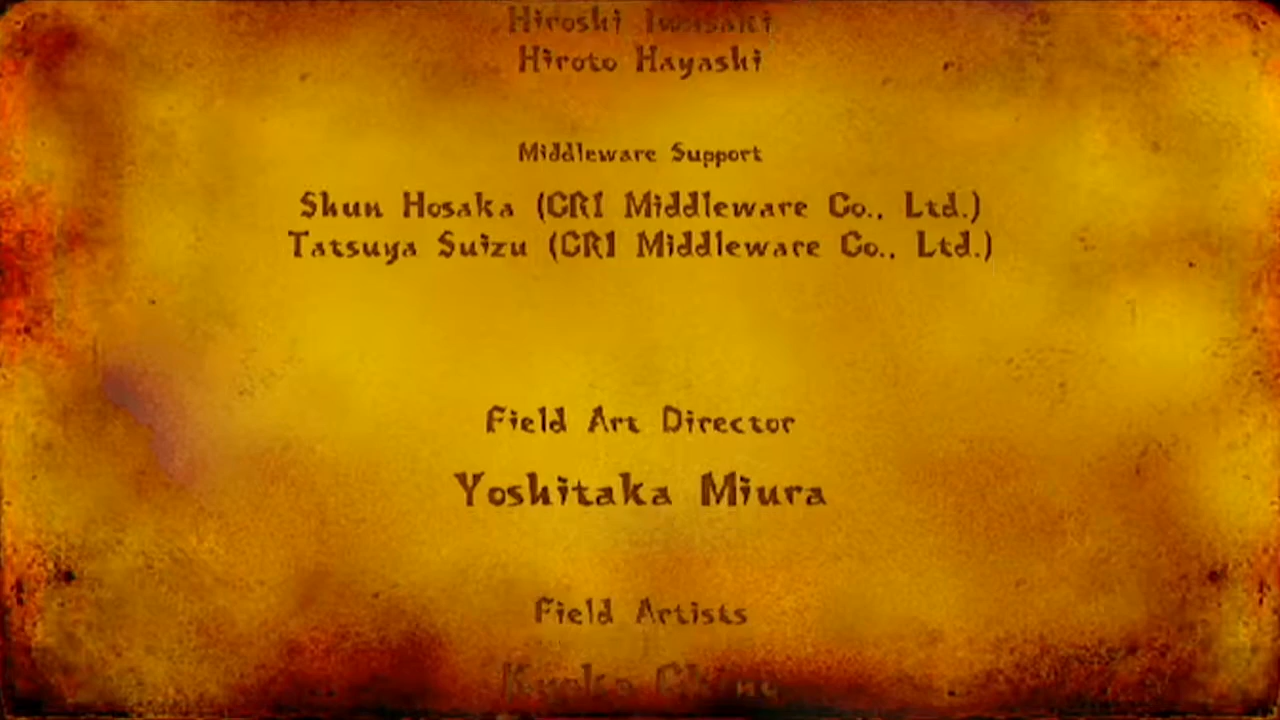 Hiroshi Iwasaki
Hiroto Hayashi
Middleware Support
Shun Hosaka (CRI Middleware Co., Ltd.)
Tatsuya Suizu (CRI Middleware Co., Ltd.)
Field Art Director
Yoshitaka Miura
Field Artists
Kyoko